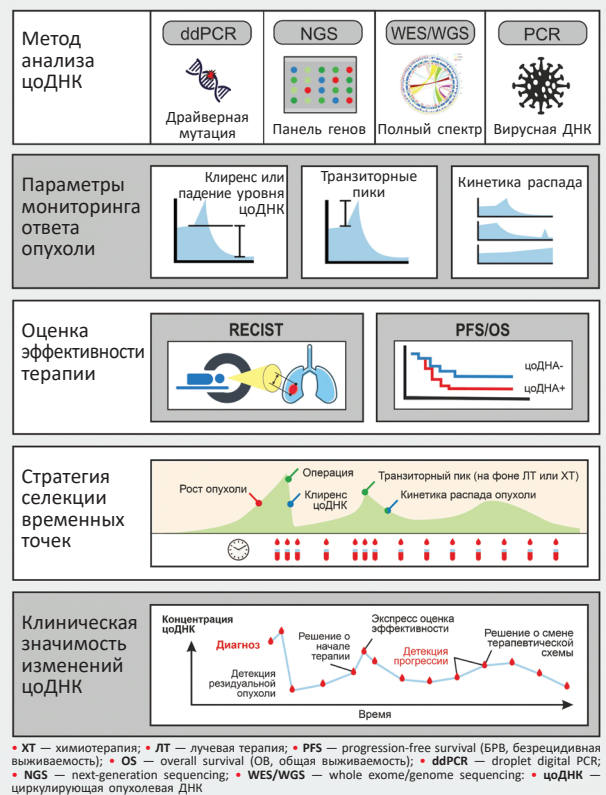 Метод
анализа
цоДНК
ddPCR
NGS
WES/WGS
PCR
Драйверная
мутация
Панель генов
Полный спектр
Вирусная ДНК
Параметры
мониторинга
ответа
опухоли
Клиренс или
падение уровня
цоДНК
Транзиторные
пики
Кинетика распада
Оценка
эффективности
терапии
RECIST
PFS/OS
цоДНА-
цоДНА+
Стратегия
селекции
временных
точек
Рост опухоли
Операция
Клиренс
цоДНК
Транзиторный пик (на фоне ЛТ или ХТ)
Кинетика распада опухоли
Клиническая
значимость
изменений
цоДНК
Концентрация
цоДНК
Диагноз
Детекция
резидуальной
опухоли
Решение о
начале
терапии
Экспресс оценка
эффективности
Детекция
прогрессии
Решение о смене
терапевтической
схемы
Время
• ХТ — химиотерапия; • ЛТ — лучевая терапия; • PFS — progression-free survival (БРВ, безрецидивная
выживаемость); • OS — overall survival (ОВ, общая выживаемость); • ddPCR — droplet digital PCR;
• NGS — next-generation sequencing; • WES/WGS — whole exome/genome sequencing: • цоДНК —
циркулирующая опухолевая ДНК